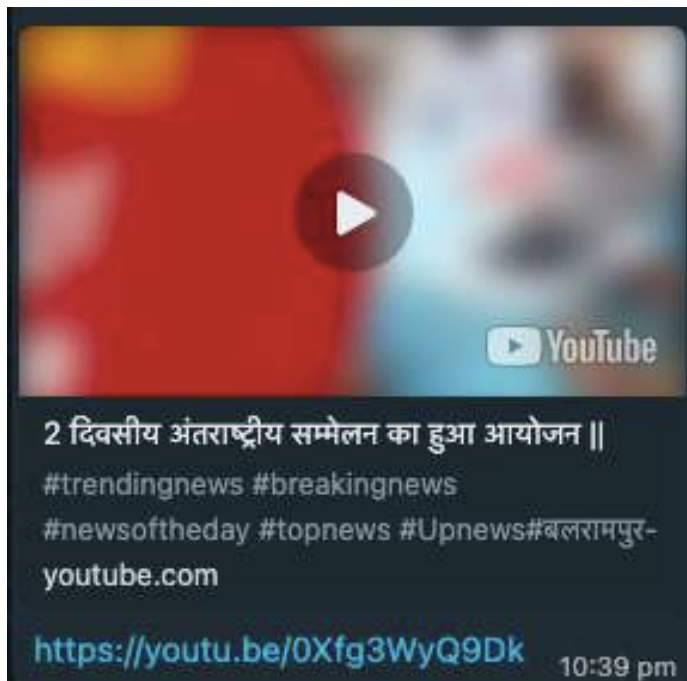 YouTube
2 दिवसीय अंतराष्ट्रीय सम्मेलन का हुआ आयोजन ||
#trendingnews #breakingnews
#newsoftheday #topnews #Upnews#बलरामपुर-
youtube.com
https://youtu.be/0Xfg3WyQ9Dk
10:39 pm